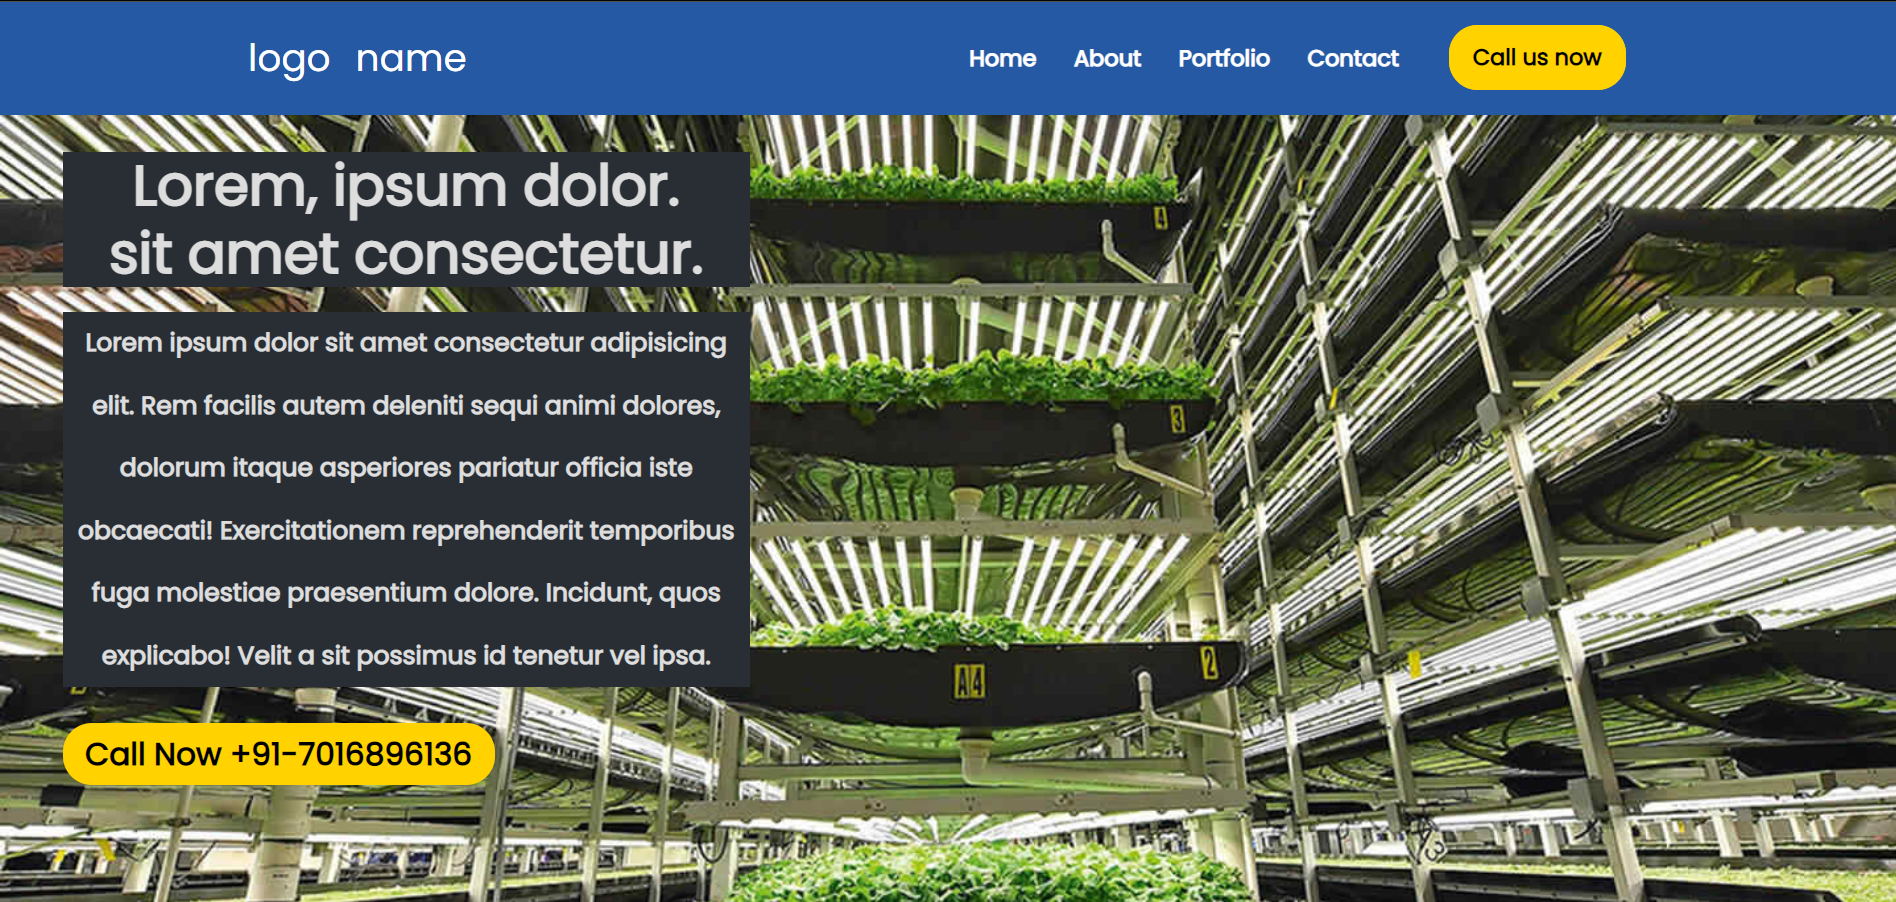 logo name
Home About Portfolio Contact Call us now
Lorem, ipsum dolor.
sit amet consectetur.
Lorem ipsum dolor sit amet consectetur adipisicing
elit. Rem facilis autem deleniti sequi animi dolores,
dolorum itaque asperiores pariatur officia iste
obcaecati! Exercitationem reprehenderit temporibus
fuga molestiae praesentium dolore. Incidunt, quos
explicabo! Velit a sit possimus id tenetur vel ipsa.
Call Now +91-7016896136
4
3
2
A4